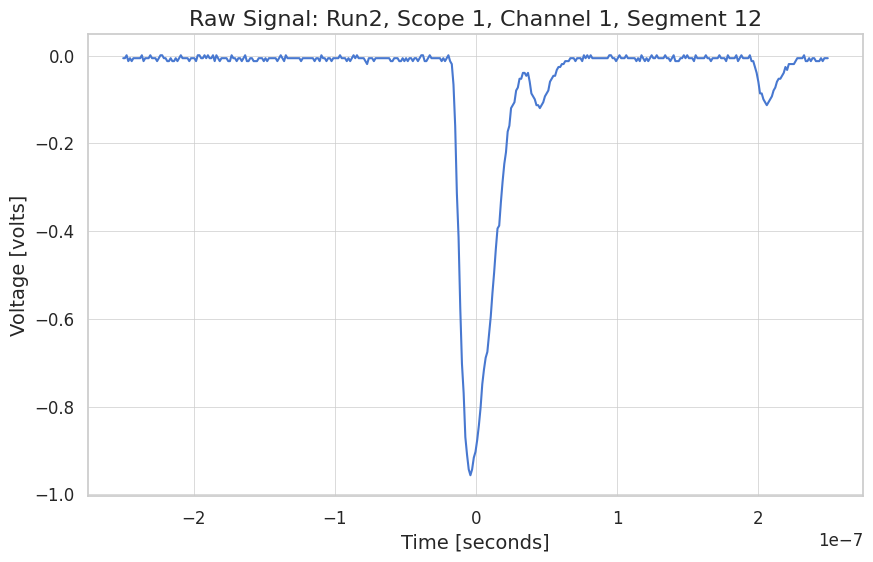 Raw Signal: Run2, Scope 1, Channel 1, Segment 12
Voltage [volts]
0.0
−0.2
−0.4
−0.6
−0.8
−1.0
−2 −1 0 1 2
1e−7
Time [seconds]